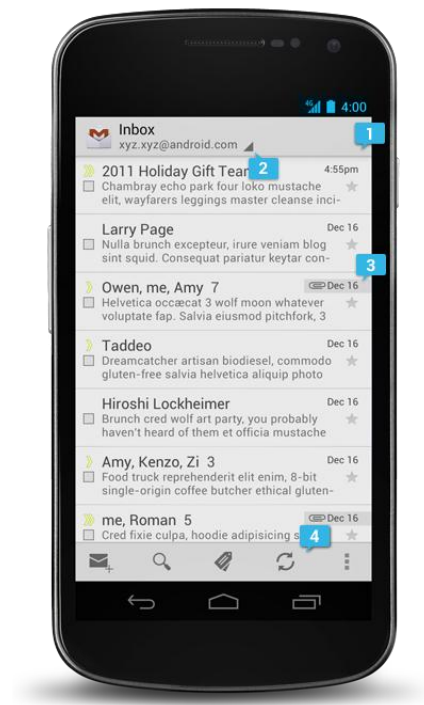 4G 4:00
1
Inbox
xyz.xyz@android.com
2
2011 Holiday Gift Tea 4:55pm
Chambray echo park four loko mustache
elit, wayfarers leggings master cleanse inci-
Larry Page Dec 16
Nulla brunch excepteur, irure veniam blog
sint squid. Consequat pariatur keytar con-
3
Owen, me, Amy 7 Dec 16
Helvetica occæcat 3 wolf moon whatever
voluptate fap. Salvia eiusmod pitchfork, 3
Taddeo Dec 16
Dreamcatcher artisan biodiesel, commodo
gluten-free salvia helvetica aliquip photo
Hiroshi Lockheimer Dec 16
Brunch cred wolf art party, you probably
haven't heard of them et officia mustache
Amy, Kenzo, Zi 3 Dec 16
Food truck reprehenderit elit enim, 8-bit
single-origin coffee butcher ethical gluten-
me, Roman 5 Dec 16
Cred fixie culpa, hoodie adipisicing s
4